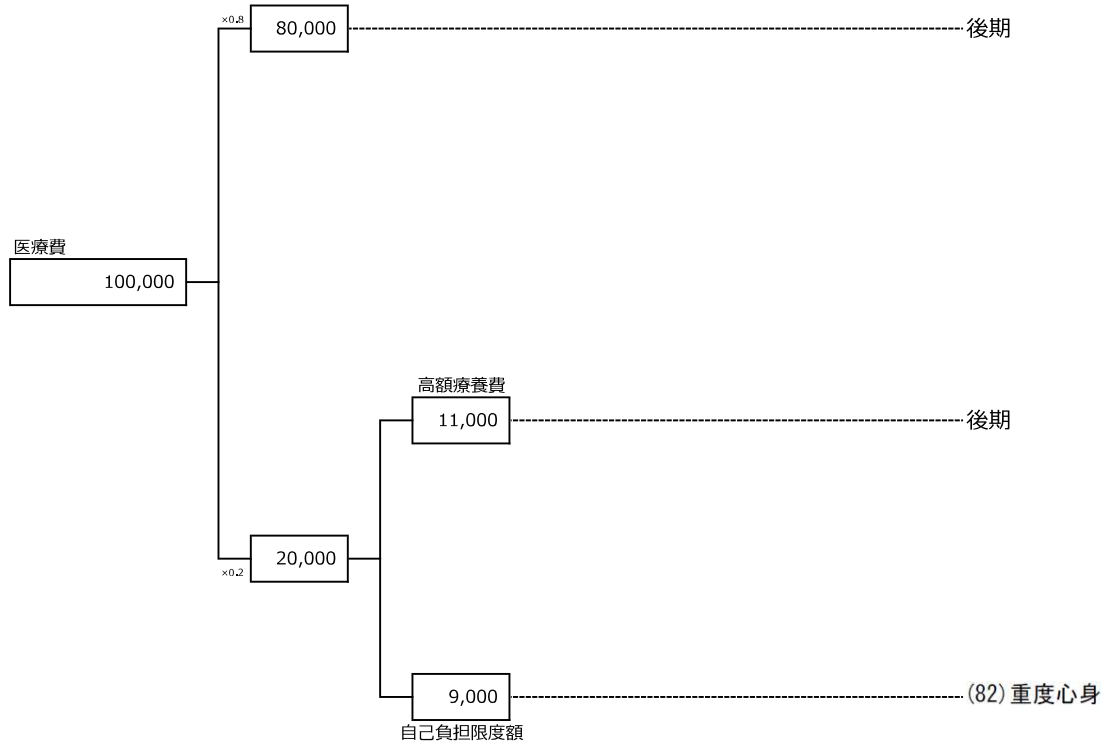 ×0.8
80,000
後期
医療費
100,000
高額療養費
11,000
後期
20,000
×0.2
9,000
(82)重度心身
自己負担限度額